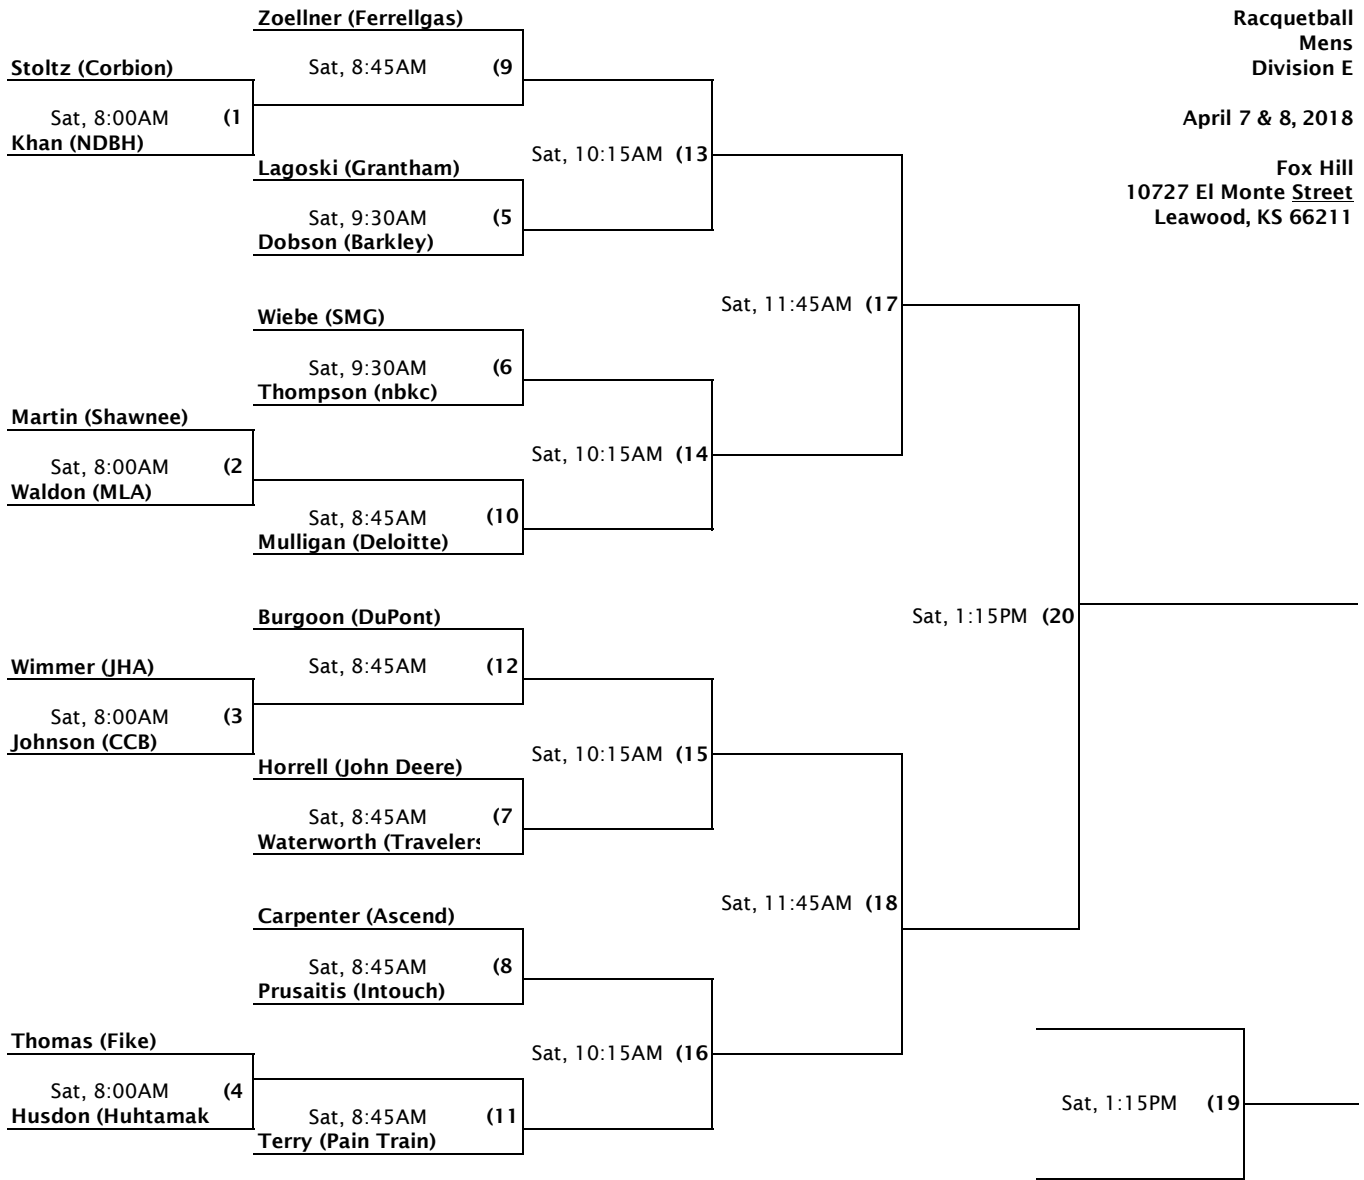 Zoellner (Ferrellgas)
Racquetball
Mens
Division E
Stoltz (Corbion)
Sat, 8:45AM (9
Sat, 8:00AM (1
April 7 & 8, 2018
Khan (NDBH)
Sat, 10:15AM (13
Lagoski (Grantham)
Fox Hill
10727 El Monte Street
Leawood, KS 66211
Sat, 9:30AM (5
Dobson (Barkley)
Sat, 11:45AM (17
Wiebe (SMG)
Sat, 9:30AM (6
Thompson (nbkc)
Martin (Shawnee)
Sat, 10:15AM (14
Sat, 8:00AM (2
Waldon (MLA)
Sat, 8:45AM (10
Mulligan (Deloitte)
Burgoon (DuPont)
Sat, 1:15PM (20
Wimmer (JHA)
Sat, 8:45AM (12
Sat, 8:00AM (3
Johnson (CCB)
Sat, 10:15AM (15
Horrell (John Deere)
Sat, 8:45AM (7
Waterworth (Travelers
Sat, 11:45AM (18
Carpenter (Ascend)
Sat, 8:45AM (8
Prusaitis (Intouch)
Thomas (Fike)
Sat, 10:15AM (16
Sat, 8:00AM (4
Husdon (Huhtamak
Sat, 1:15PM (19
Sat, 8:45AM (11
Terry (Pain Train)